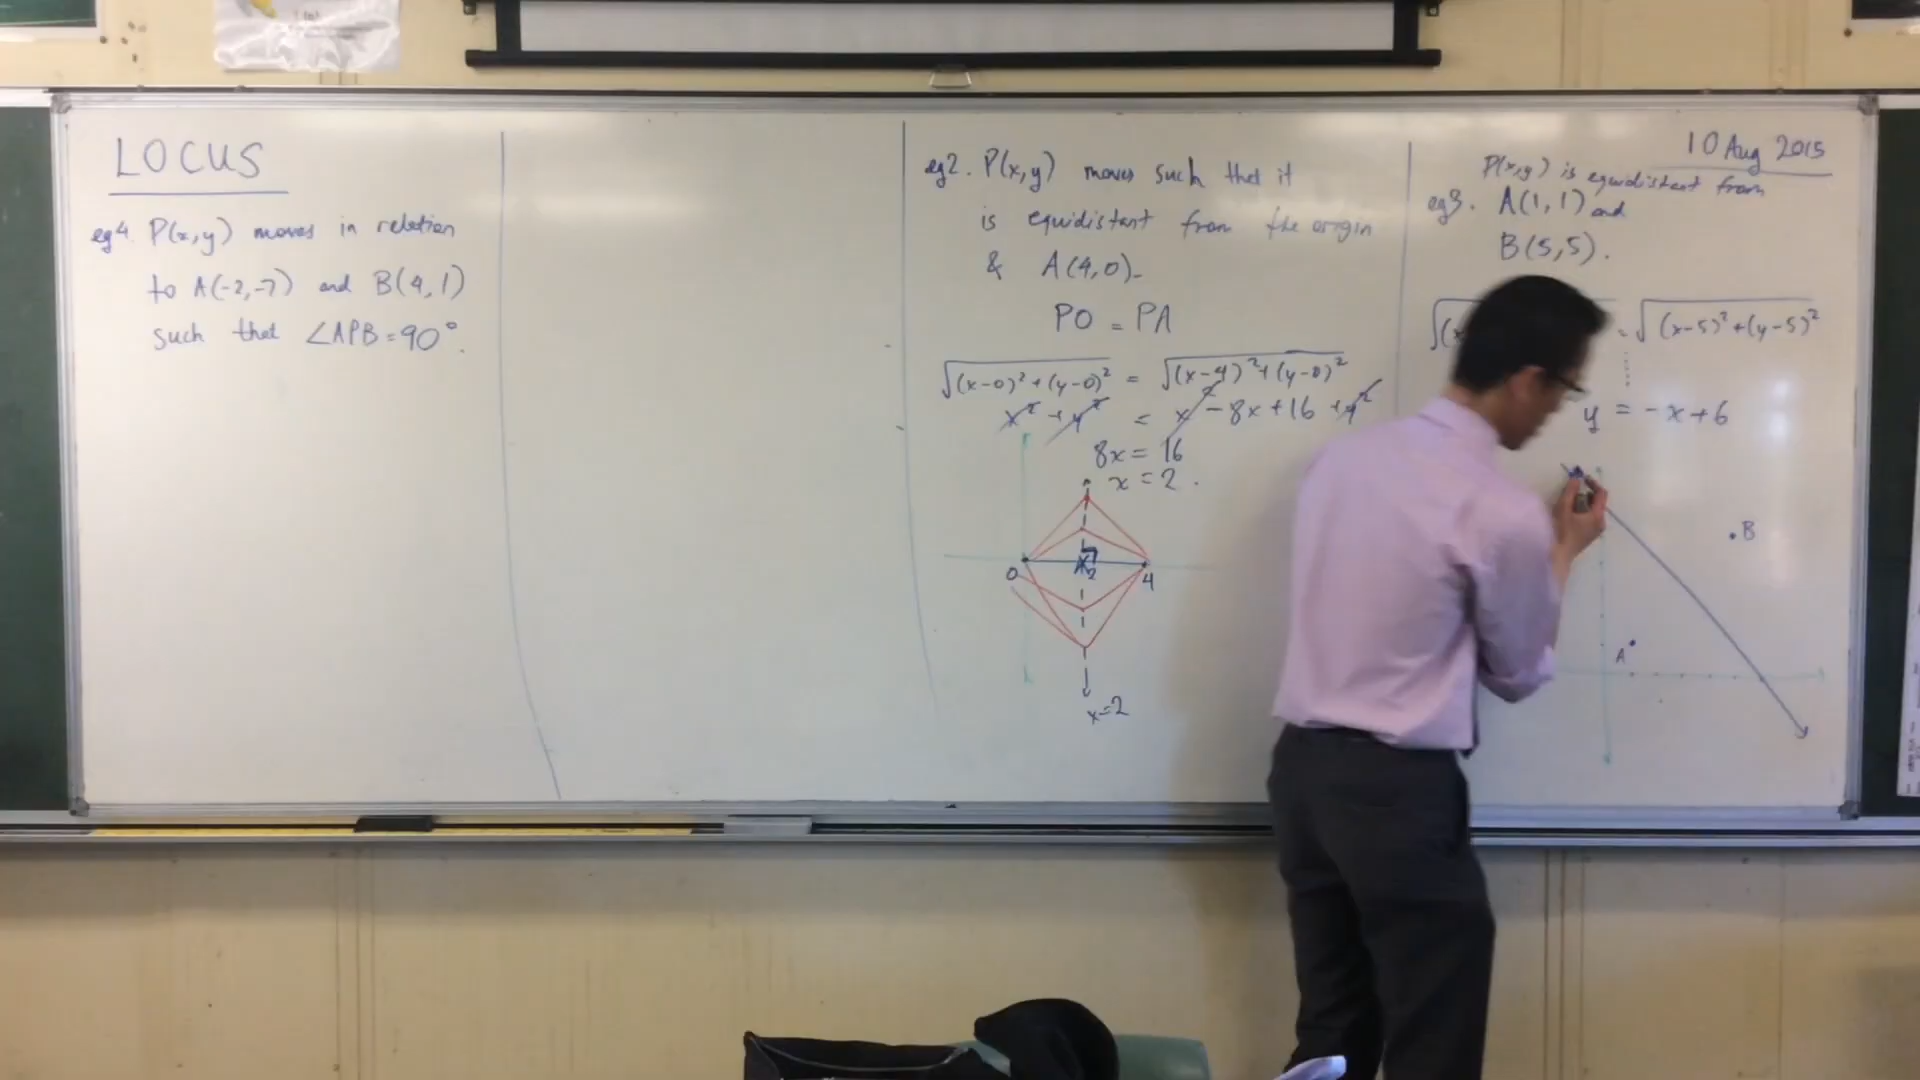 LOCUS
eg4. P(x,y) moves in relation
to A(-2,-7) and B(4,1)
such that ∠APB=90°.
eg2. P(x,y) moves such that it
is equidistant from the origin
& A(4,0).
PO = PA
√(x-0)²+(y-0)² = √(x-4)²+(y-0)²
x²+y² = x²-8x+16+y²
8x=16
x=2.
0
2
4
x=2
10 Aug 2015
P(x,y) is equidistant from
eg3. A(1,1) and
B(5,5).
√(x = √(x-5)²+(y-5)²
y = -x+6
B
A